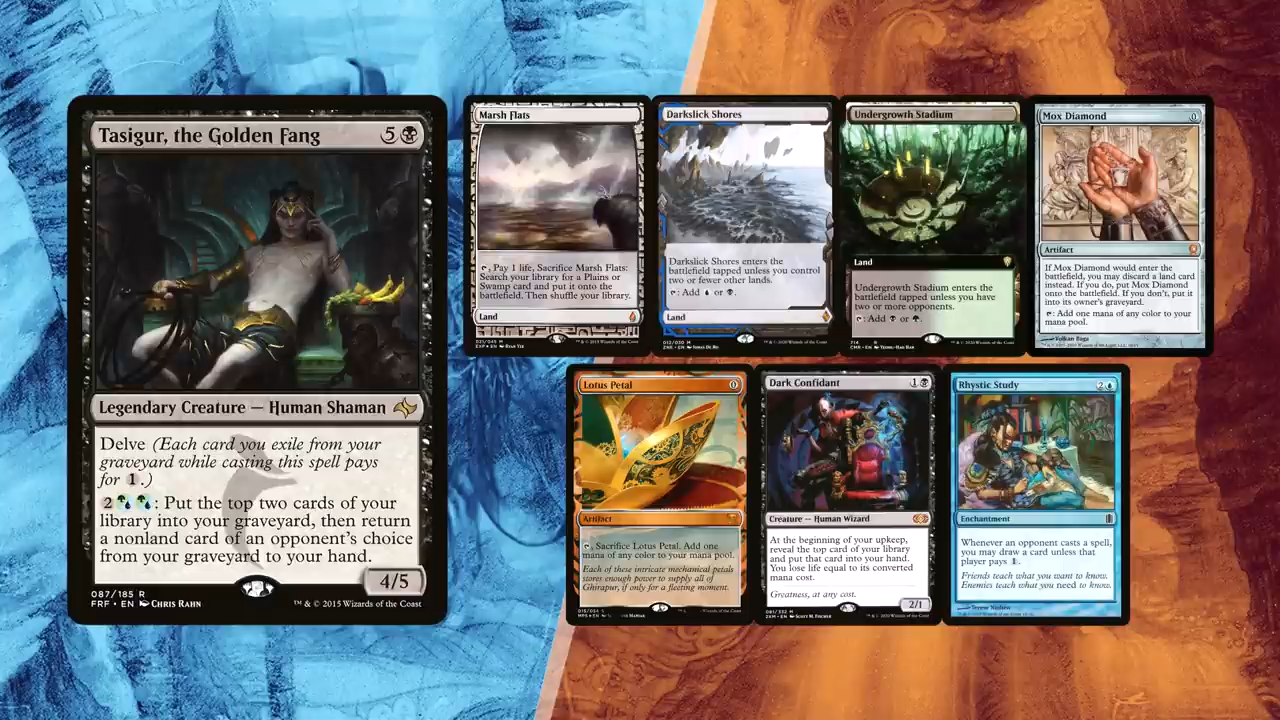 Tasigur, the Golden Fang
5
Legendary Creature — Human Shaman
Delve (Each card you exile from your
graveyard while casting this spell pays
for 1.)
2 : Put the top two cards of your
library into your graveyard, then return
a nonland card of an opponent's choice
from your graveyard to your hand.
4/5
087/185 R
FRF • EN CHRIS RAHN
™ & © 2015 Wizards of the Coast
Marsh Flats
, Pay 1 life, Sacrifice Marsh Flats:
Search your library for a Plains or
Swamp card and put it onto the
battlefield. Then shuffle your library.
Land
Darkslick Shores
Darkslick Shores enters the
battlefield tapped unless you control
two or fewer other lands.
: Add or .
Land
Undergrowth Stadium
Land
Undergrowth Stadium enters the
battlefield tapped unless you have
two or more opponents.
: Add or .
Mox Diamond 0
Artifact
If Mox Diamond would enter the
battlefield, you may discard a land card
instead. If you do, put Mox Diamond
onto the battlefield. If you don't, put it
into its owner's graveyard.
: Add one mana of any color to your
mana pool.
Volkan Baga
Lotus Petal 0
Artifact
, Sacrifice Lotus Petal: Add one
mana of any color to your mana pool.
Each of these intricate mechanical petals
stores enough power to supply all of
Ghirapur, if only for a fleeting moment.
Dark Confidant 1
Creature — Human Wizard
At the beginning of your upkeep,
reveal the top card of your library
and put that card into your hand.
You lose life equal to its converted
mana cost.
Greatness, at any cost.
2/1
Rhystic Study 2
Enchantment
Whenever an opponent casts a spell,
you may draw a card unless that
player pays 1.
Friends teach what you want to know.
Enemies teach what you need to know.
Terese Nielsen